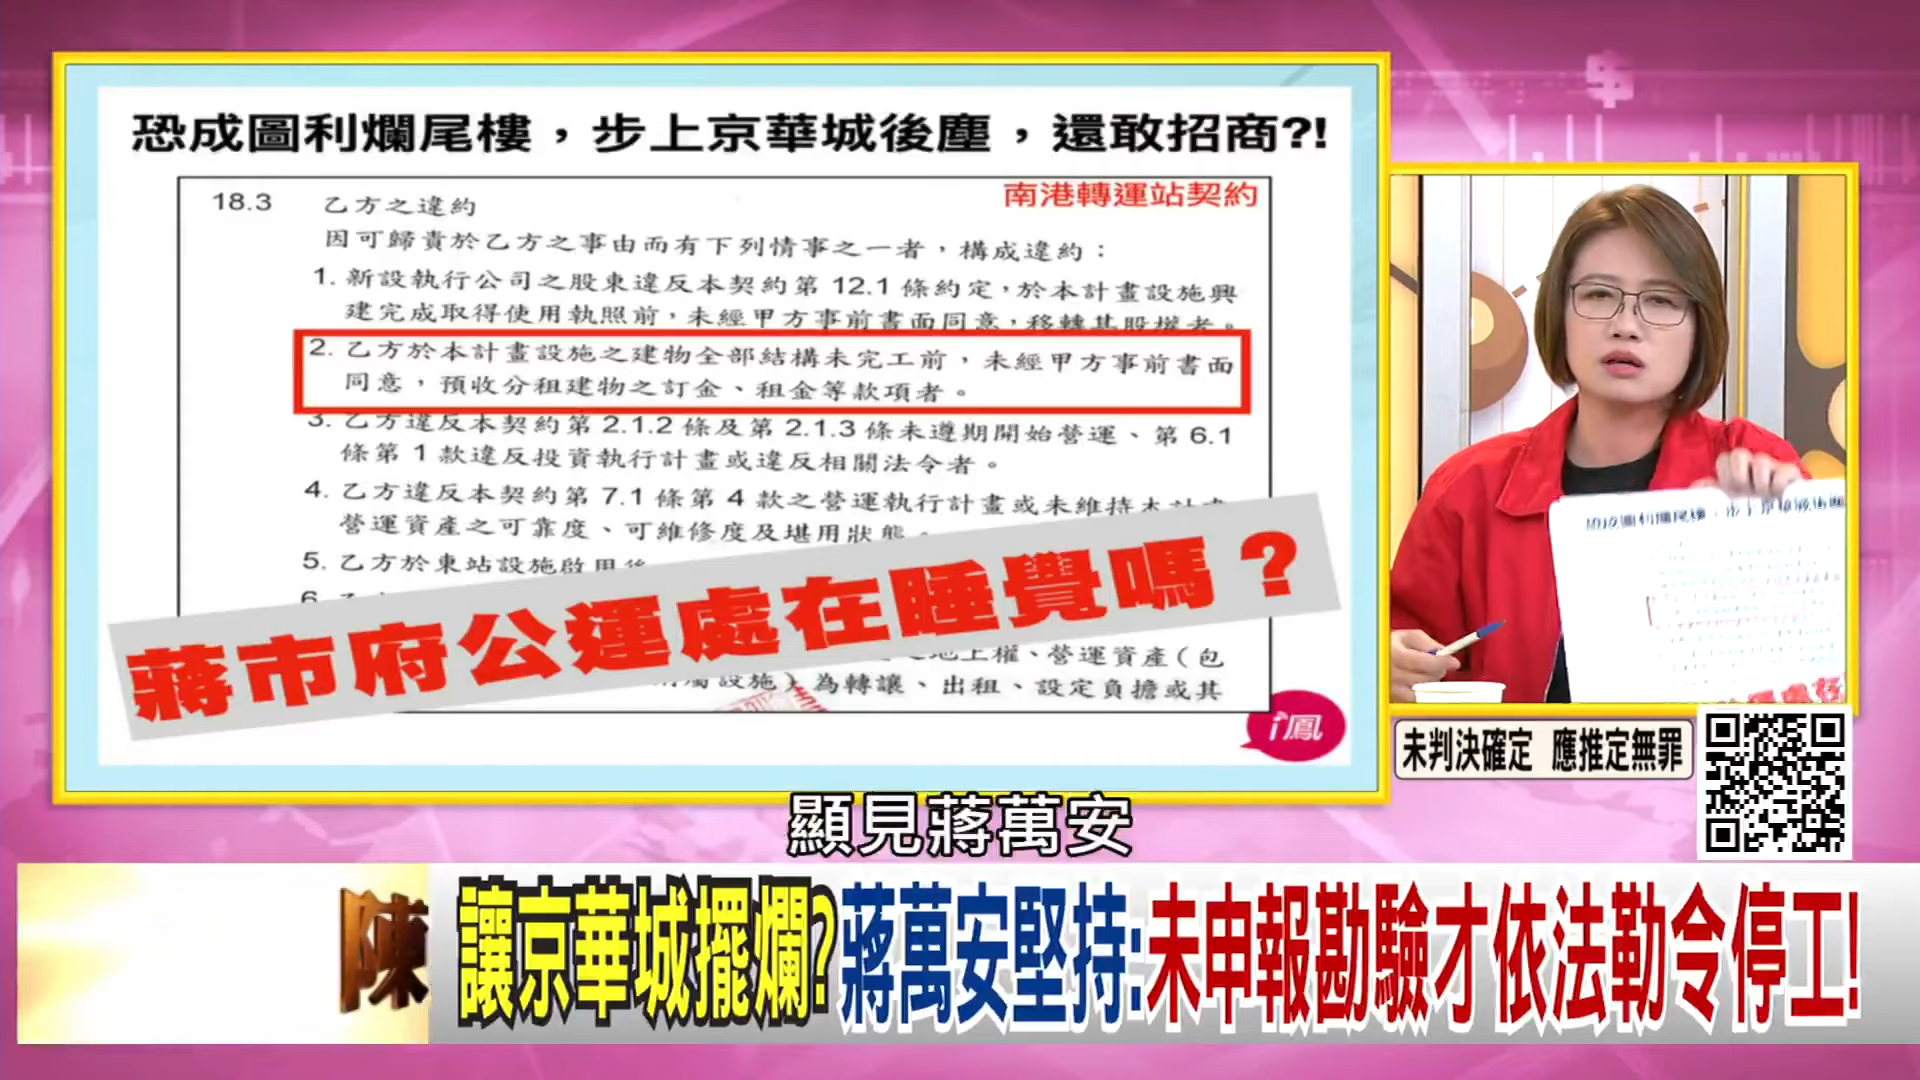 恐成圖利爛尾樓，步上京華城後塵，還敢招商?!
南港轉運站契約
18.3 乙方之違約
因可歸責於乙方之事由而有下列情事之一者，構成違約：
1. 新設執行公司之股東違反本契約第 12.1 條約定，於本計畫設施興
建完成取得使用執照前，未經甲方事前書面同意，移轉其股權者。
2. 乙方於本計畫設施之建物全部結構未完工前，未經甲方事前書面
同意，預收分租建物之訂金、租金等款項者。
3. 乙方違反本契約第 2.1.2 條及第 2.1.3 條未遵期開始營運、第 6.1
條第 1 款違反投資執行計畫或違反相關法令者。
4. 乙方違反本契約第 7.1 條第 4 款之營運執行計畫或未維持本計畫
營運資產之可靠度、可維修度及堪用狀態。
5. 乙方於東站設施啟用後
6.
地上權、營運資產（包
設施）為轉讓、出租、設定負擔或其
蔣市府公運處在睡覺嗎？
i鳳
未判決確定 應推定無罪
顯見蔣萬安
陳
讓京華城擺爛?蔣萬安堅持:未申報勘驗才依法勒令停工!